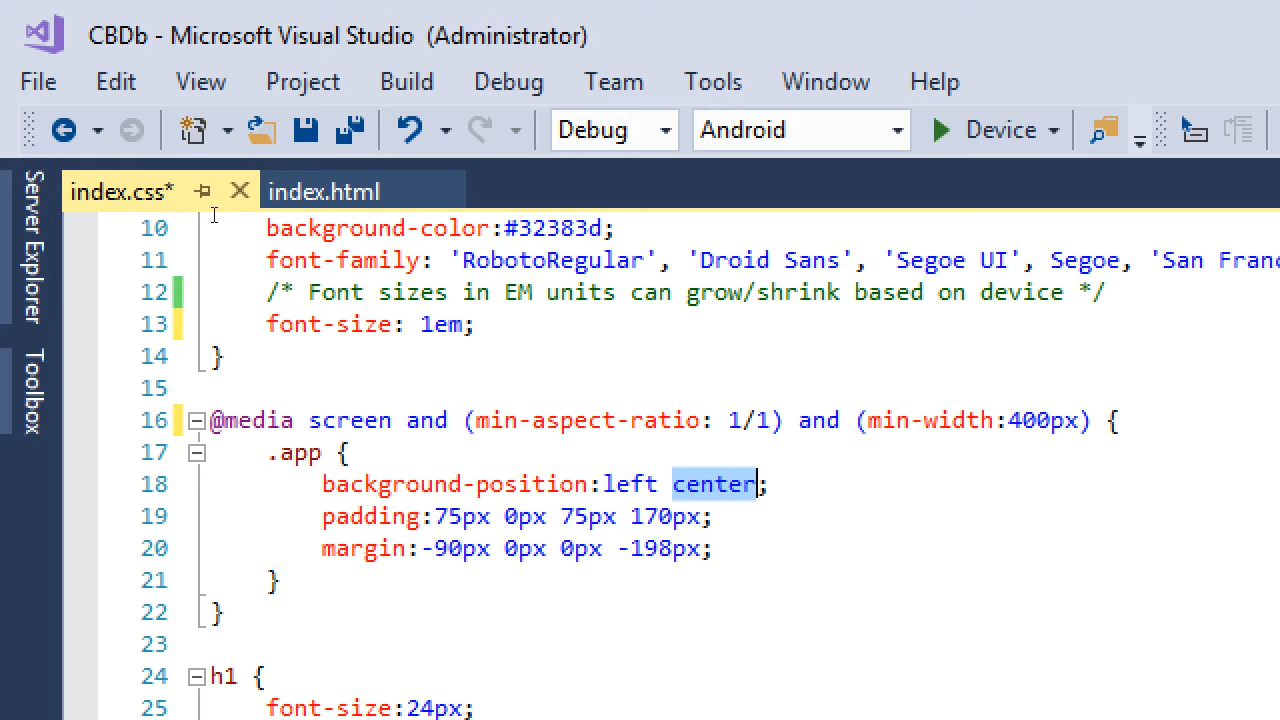 CBDb - Microsoft Visual Studio (Administrator)
File Edit View Project Build Debug Team Tools Window Help
Debug Android Device
Server Explorer
Toolbox
index.css* index.html
10 background-color:#32383d;
11 font-family: 'RobotoRegular', 'Droid Sans', 'Segoe UI', Segoe, 'San Franc
12 /* Font sizes in EM units can grow/shrink based on device */
13 font-size: 1em;
14 }
15
16 @media screen and (min-aspect-ratio: 1/1) and (min-width:400px) {
17 .app {
18 background-position:left center;
19 padding:75px 0px 75px 170px;
20 margin:-90px 0px 0px -198px;
21 }
22 }
23
24 h1 {
25 font-size:24px;